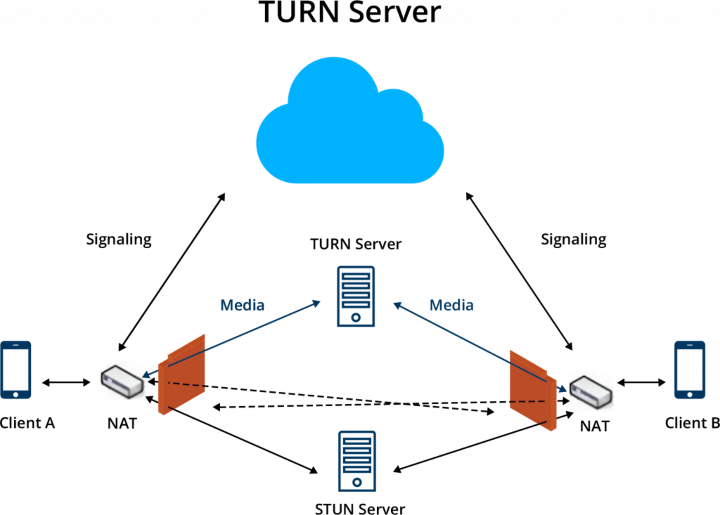 TURN Server
Signaling
Signaling
TURN Server
Media
Media
Client A
NAT
NAT
Client B
STUN Server